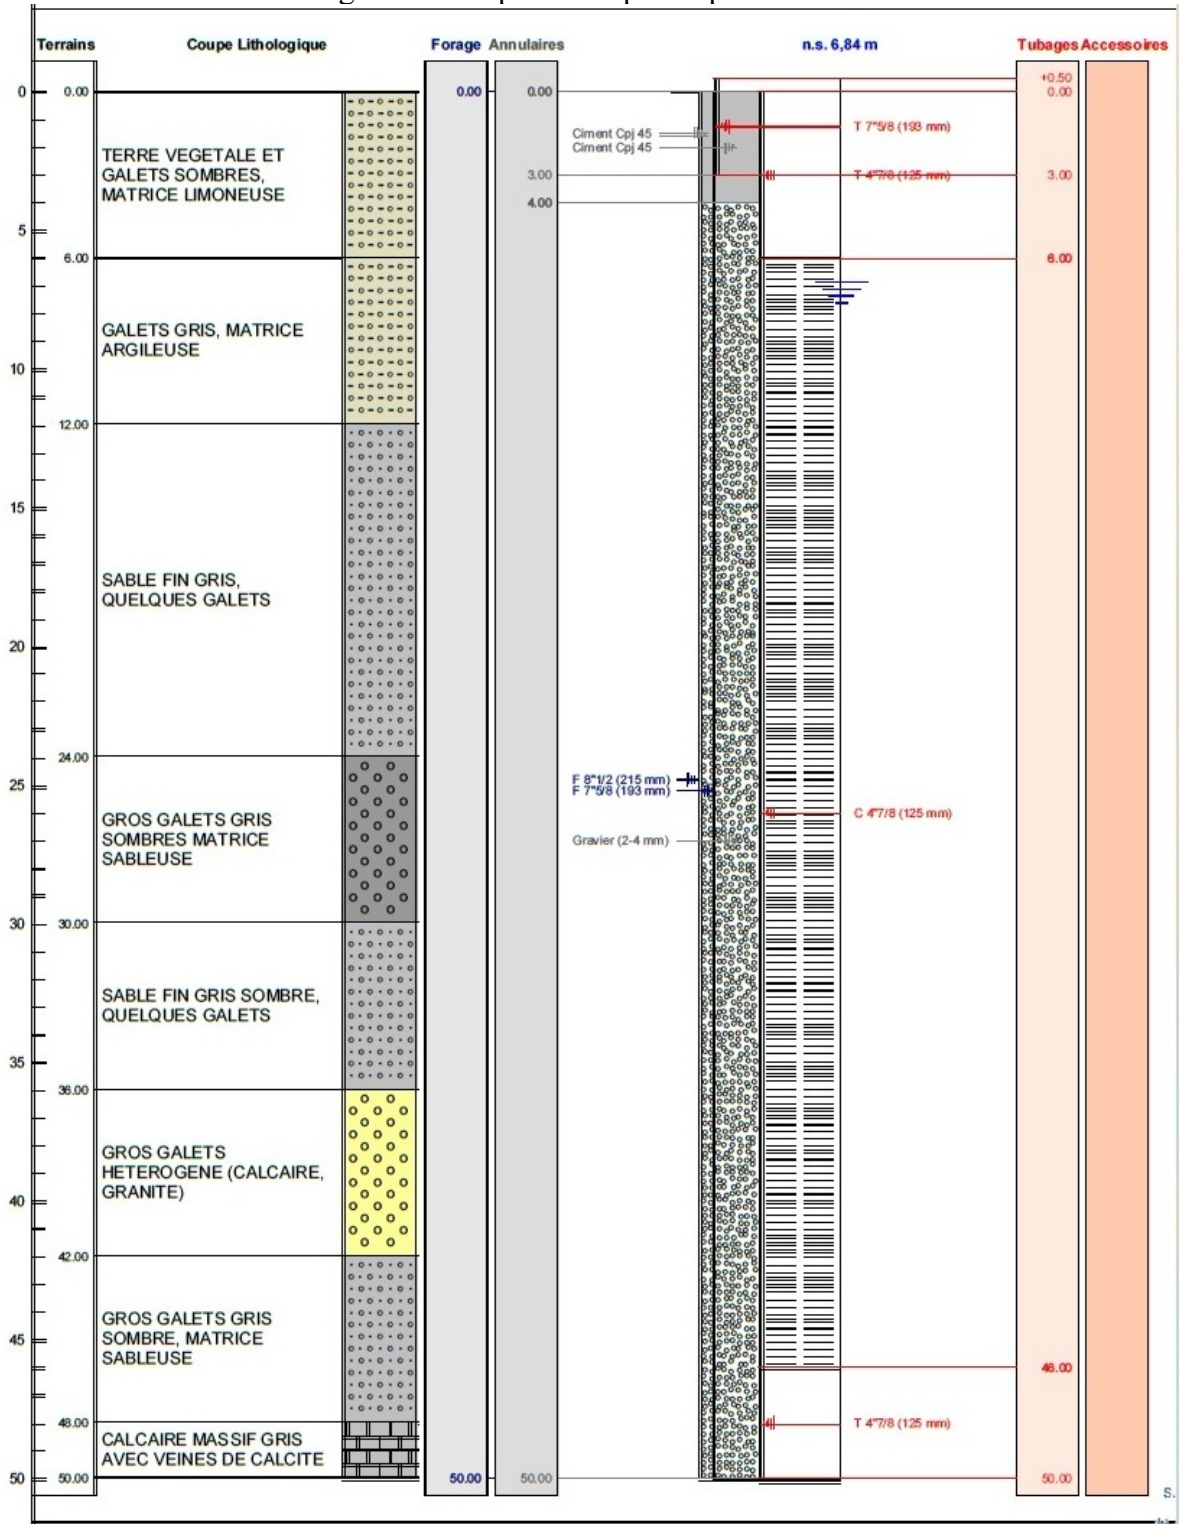 Terrains Coupe Lithologique Forage Annulaires n.s. 6,84 m Tubages Accessoires
+0.50
0 0.00 0.00 0.00 0.00
T 7"5/8 (193 mm)
Ciment Cpj 45
Ciment Cpj 45
TERRE VEGETALE ET
GALETS SOMBRES,
MATRICE LIMONEUSE
3.00 T 4"7/8 (125 mm) 3.00
4.00
5
6.00 6.00
GALETS GRIS, MATRICE
ARGILEUSE
10
12.00
15
SABLE FIN GRIS,
QUELQUES GALETS
20
24.00
25
F 8"1/2 (215 mm)
F 7"5/8 (193 mm)
C 4"7/8 (125 mm)
GROS GALETS GRIS
SOMBRES MATRICE
SABLEUSE
Gravier (2-4 mm)
30 30.00
SABLE FIN GRIS SOMBRE,
QUELQUES GALETS
35
36.00
GROS GALETS
HETEROGENE (CALCAIRE,
GRANITE)
40
42.00
GROS GALETS GRIS
SOMBRE, MATRICE
SABLEUSE
45
46.00
48.00 T 4"7/8 (125 mm)
CALCAIRE MASSIF GRIS
AVEC VEINES DE CALCITE
50 50.00 50.00 50.00 50.00
S.